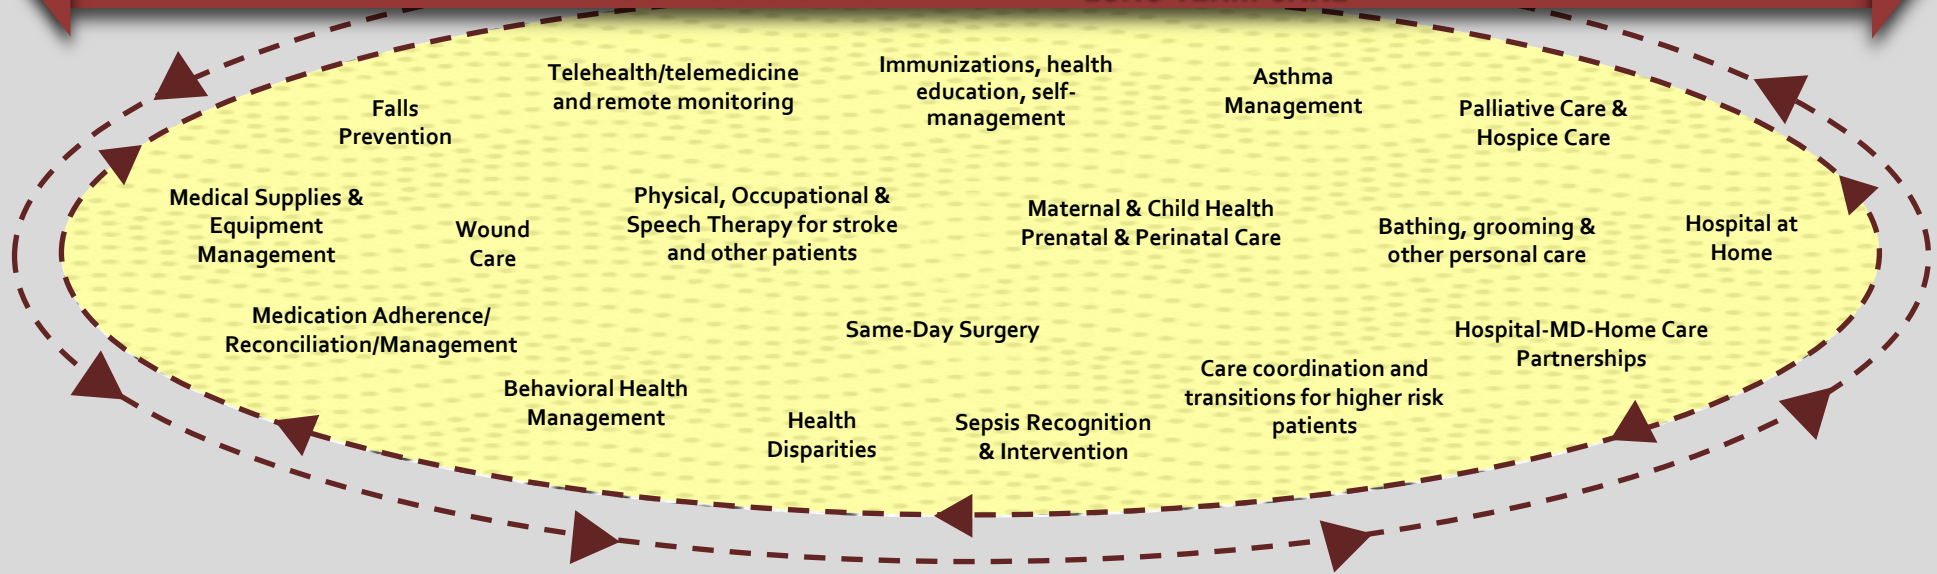 Telehealth/telemedicine
and remote monitoring
Immunizations, health
education, self-
management
Asthma
Management
Falls
Prevention
Palliative Care &
Hospice Care
Medical Supplies &
Equipment
Management
Wound
Care
Physical, Occupational &
Speech Therapy for stroke
and other patients
Maternal & Child Health
Prenatal & Perinatal Care
Bathing, grooming &
other personal care
Hospital at
Home
Medication Adherence/
Reconciliation/Management
Same-Day Surgery
Hospital-MD-Home Care
Partnerships
Care coordination and
transitions for higher risk
patients
Behavioral Health
Management
Health
Disparities
Sepsis Recognition
& Intervention